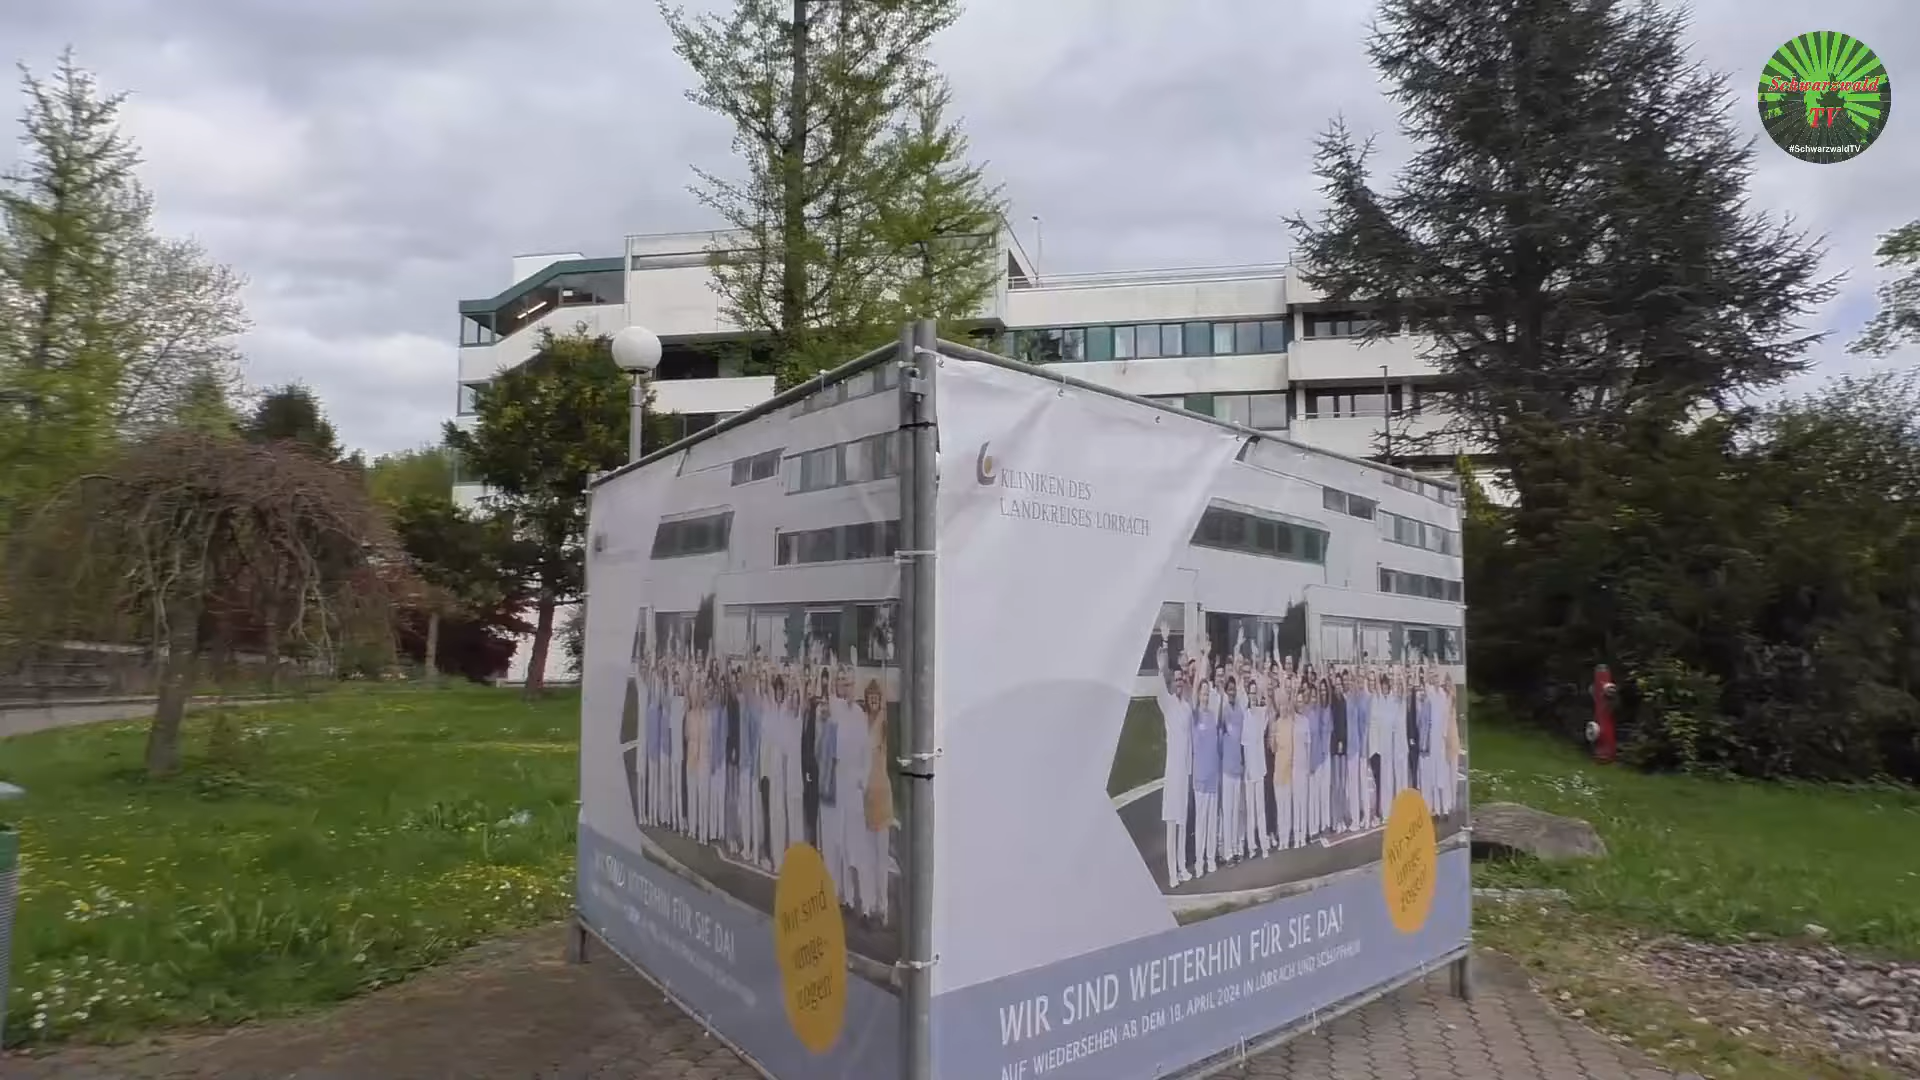 Schwarzwald
TV
#SchwarzwaldTV
KLINIKEN DES
LANDKREISES LÖRRACH
Wir sind
umge-
zogen!
WIR SIND WEITERHIN FÜR SIE DA!
AUF WIEDERSEHEN AB DEM 18. APRIL 2024 IN LÖRRACH UND SCHOPFHEIM
WIR SIND WEITERHIN FÜR SIE DA!
Wir sind
umge-
zogen!